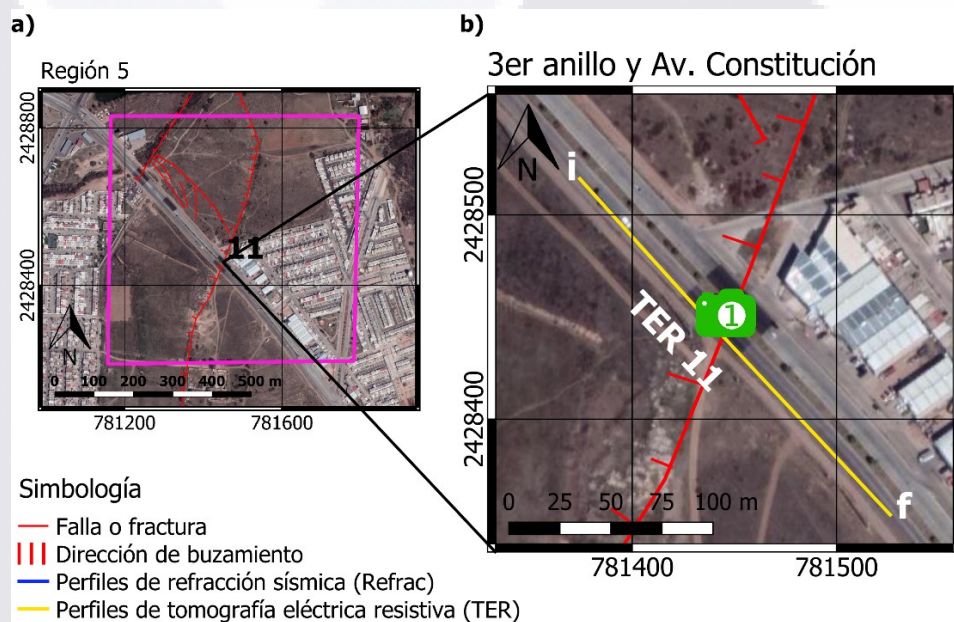 a)
Región 5
2428800
2428400
11
N
0 100 200 300 400 500 m
781200 781600
b)
3er anillo y Av. Constitución
2428500
2428400
N
i
1
TER 11
f
0 25 50 75 100 m
781400 781500
Simbología
Falla o fractura
Dirección de buzamiento
Perfiles de refracción sísmica (Refrac)
Perfiles de tomografía eléctrica resistiva (TER)